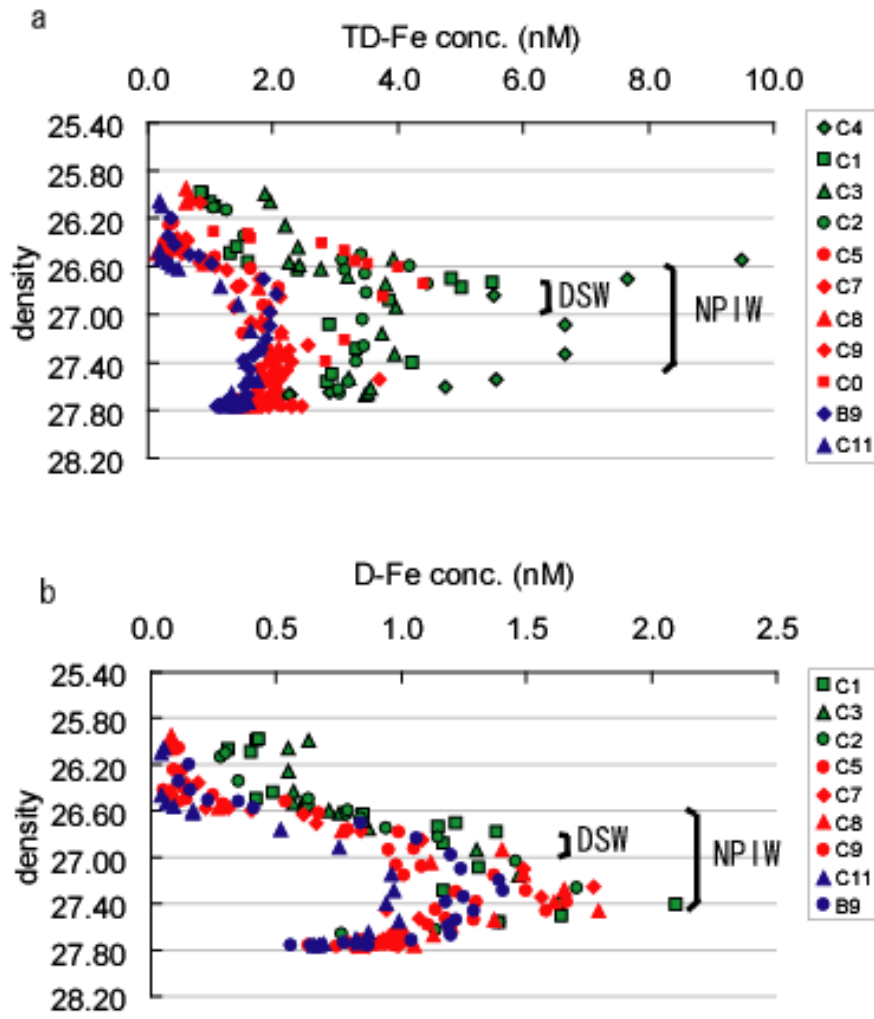 a
TD-Fe conc. (nM)
0.0 2.0 4.0 6.0 8.0 10.0
density
25.40
25.80
26.20
26.60
27.00
27.40
27.80
28.20
DSW
NPIW
C4
C1
C3
C2
C5
C7
C8
C9
C0
B9
C11
b
D-Fe conc. (nM)
0.0 0.5 1.0 1.5 2.0 2.5
density
25.40
25.80
26.20
26.60
27.00
27.40
27.80
28.20
DSW
NPIW
C1
C3
C2
C5
C7
C8
C9
C11
B9